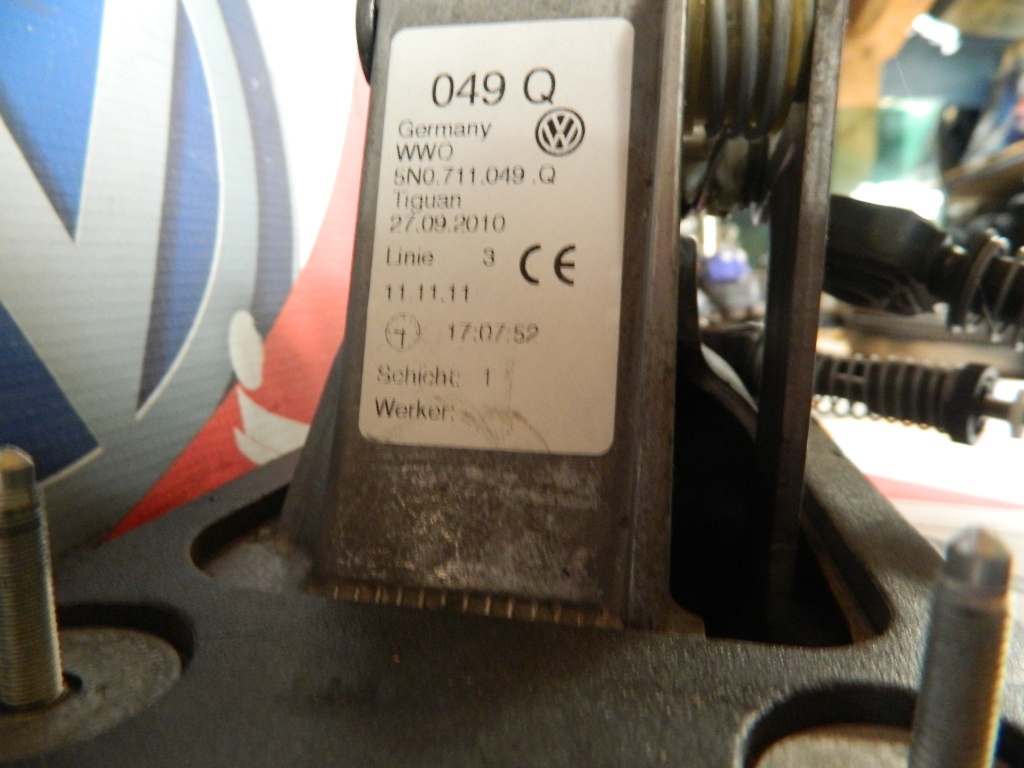 049 Q
Germany
WWO
5N0.711.049 .Q
Tiguan
27.09.2010
Linie 3 CE
11.11.11
17:07:52
Schicht: 1
Werker: